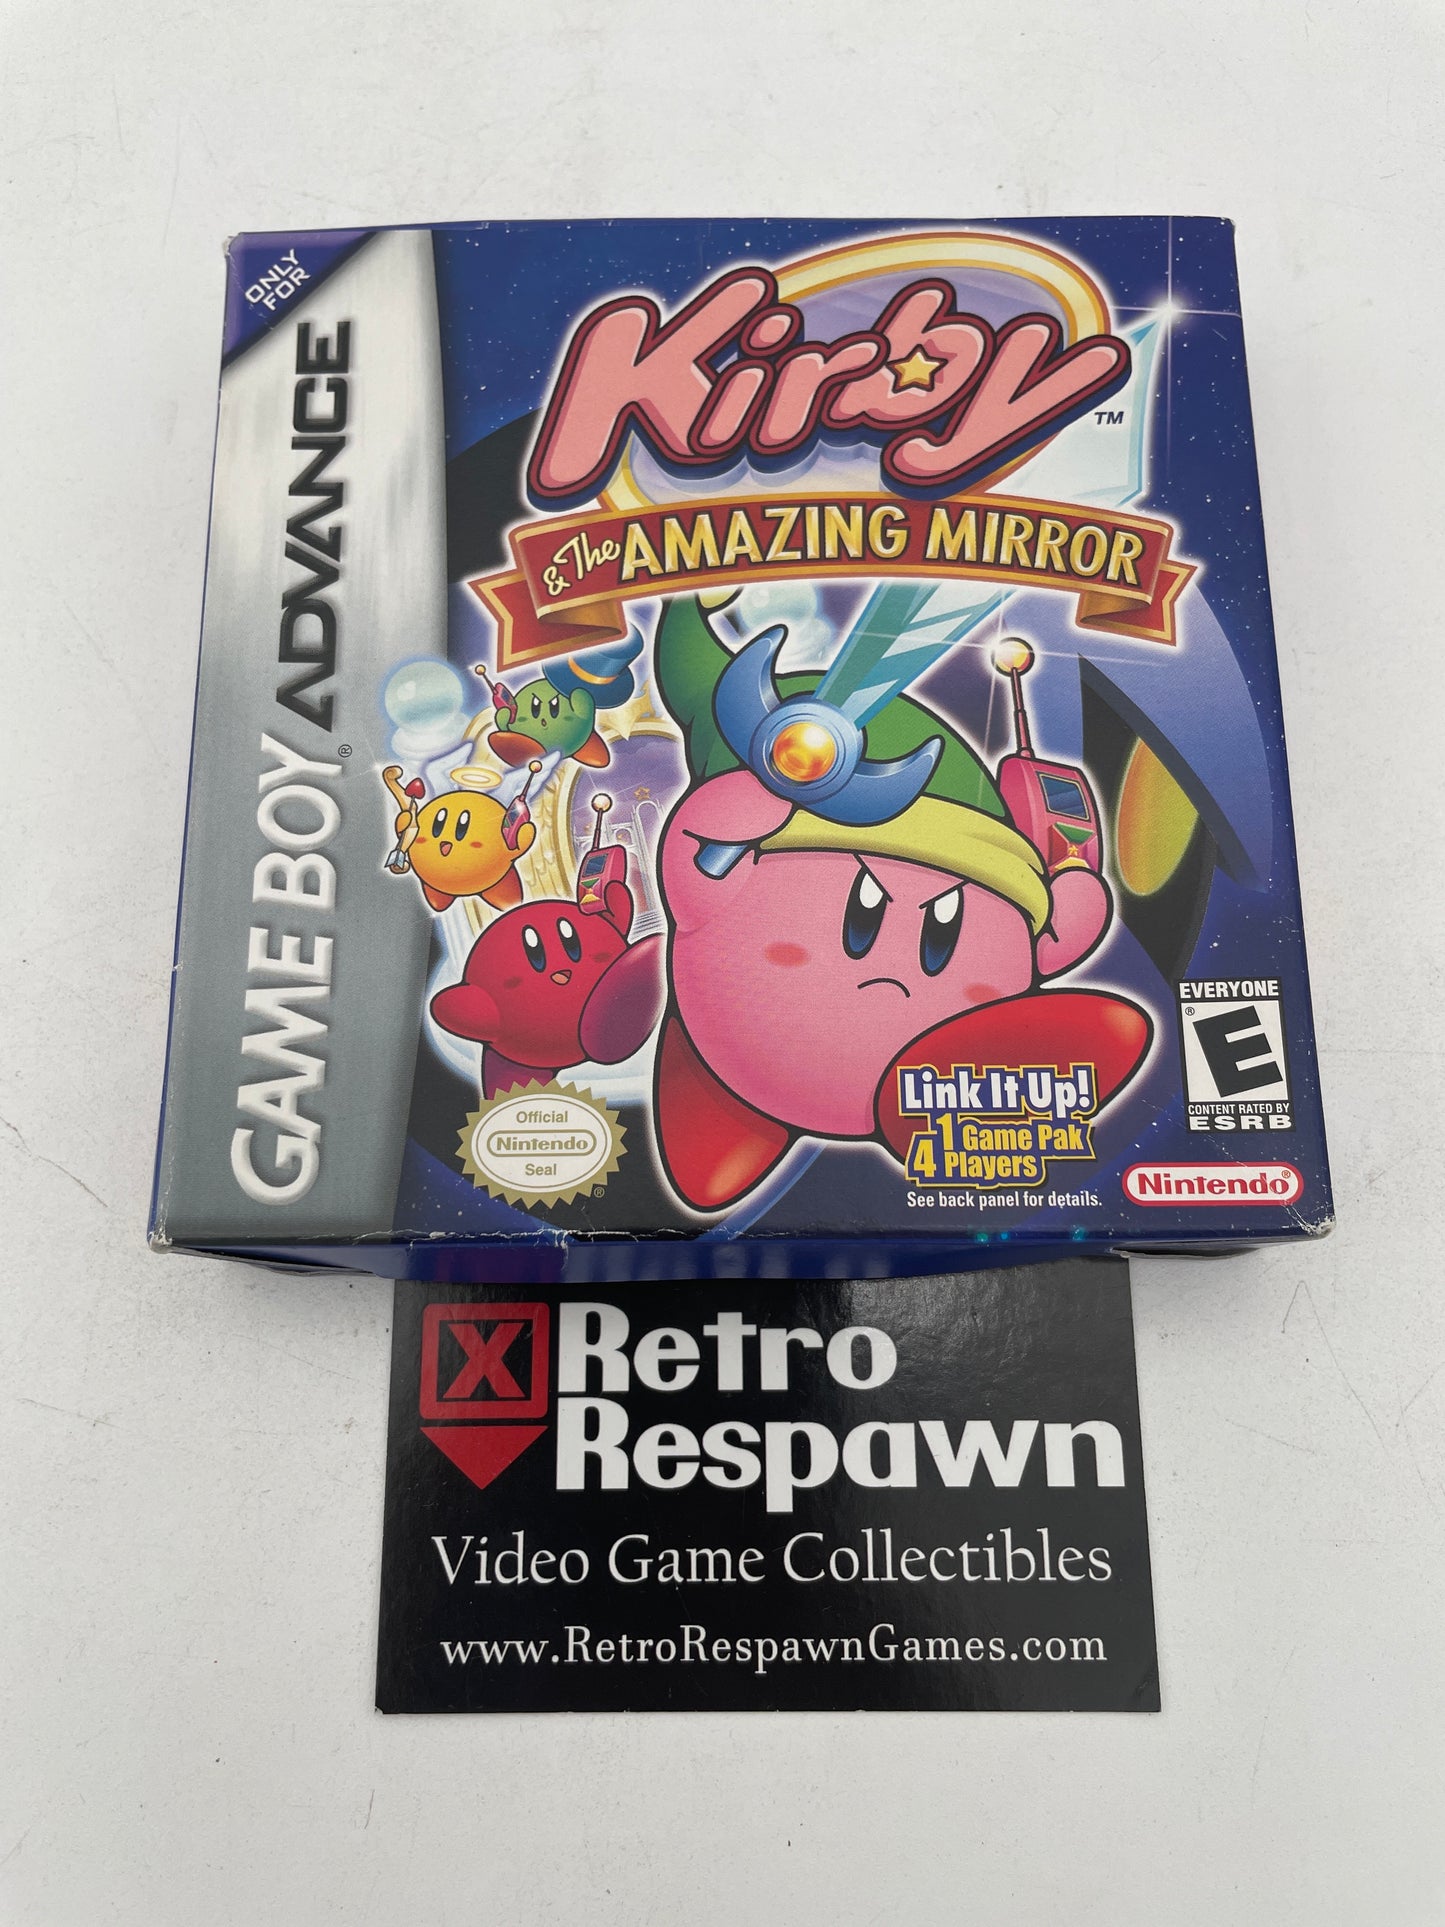 ONLY
FOR
GAME BOY ADVANCE
®
Kirby
TM
& The AMAZING MIRROR
EVERYONE
E
®
CONTENT RATED BY
ESRB
Link It Up!
1 Game Pak
4 Players
See back panel for details.
Official
Nintendo
Seal
®
Nintendo®
X
Retro
Respawn
Video Game Collectibles
www.RetroRespawnGames.com